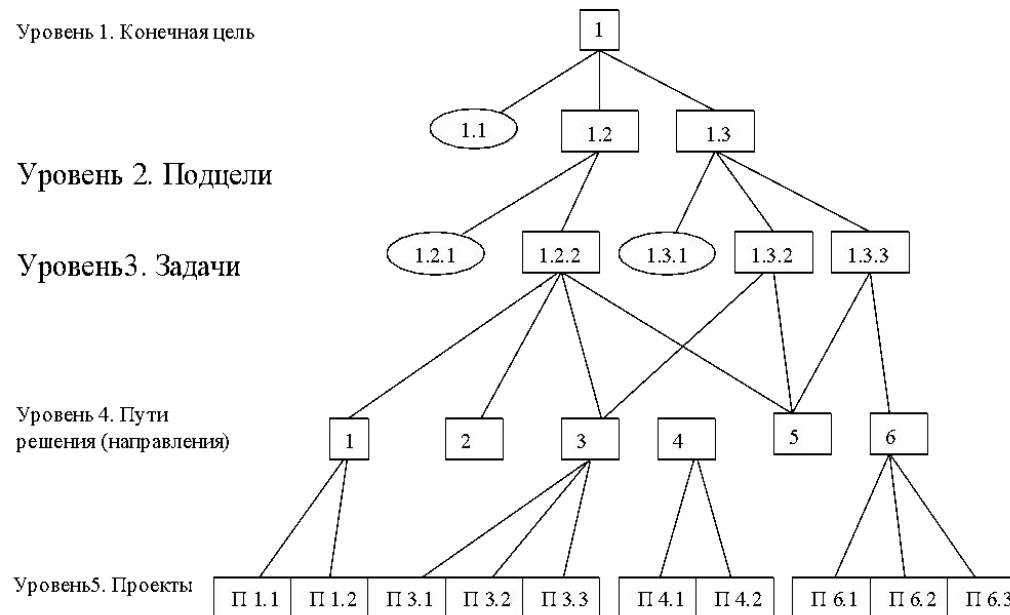 Уровень 1. Конечная цель
1
1.1
1.2
1.3
Уровень 2. Подцели
Уровень3. Задачи
1.2.1
1.2.2
1.3.1
1.3.2
1.3.3
Уровень 4. Пути
решения (направления)
1
2
3
4
5
6
Уровень5. Проекты
П 1.1
П 1.2
П 3.1
П 3.2
П 3.3
П 4.1
П 4.2
П 6.1
П 6.2
П 6.3